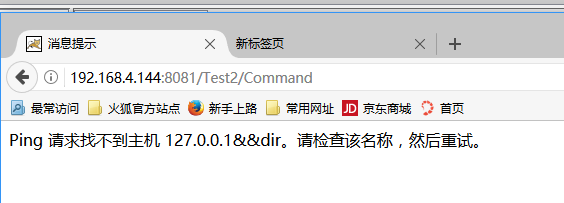 消息提示
新标签页
192.168.4.144:8081/Test2/Command
最常访问 火狐官方站点 新手上路 常用网址 JD 京东商城 首页
Ping 请求找不到主机 127.0.0.1&&dir。请检查该名称，然后重试。